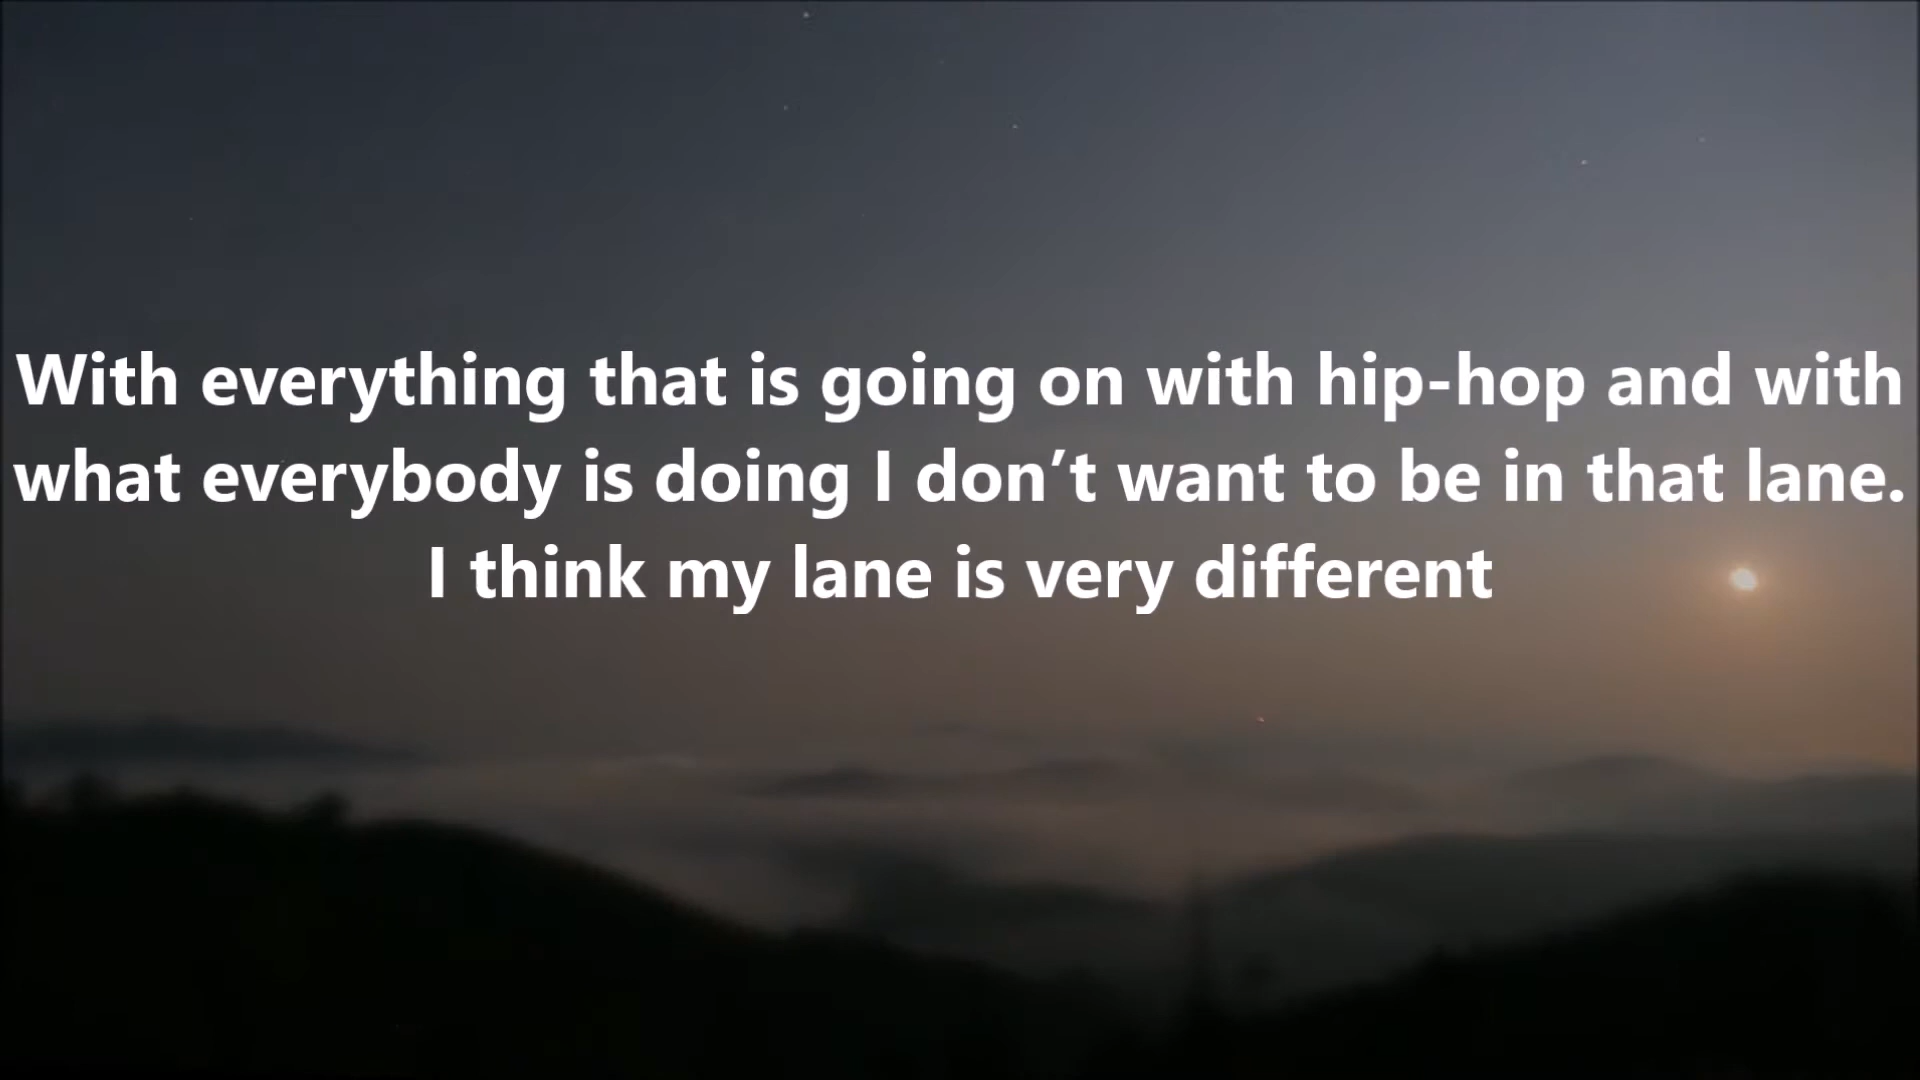 With everything that is going on with hip-hop and with
what everybody is doing I don’t want to be in that lane.
I think my lane is very different